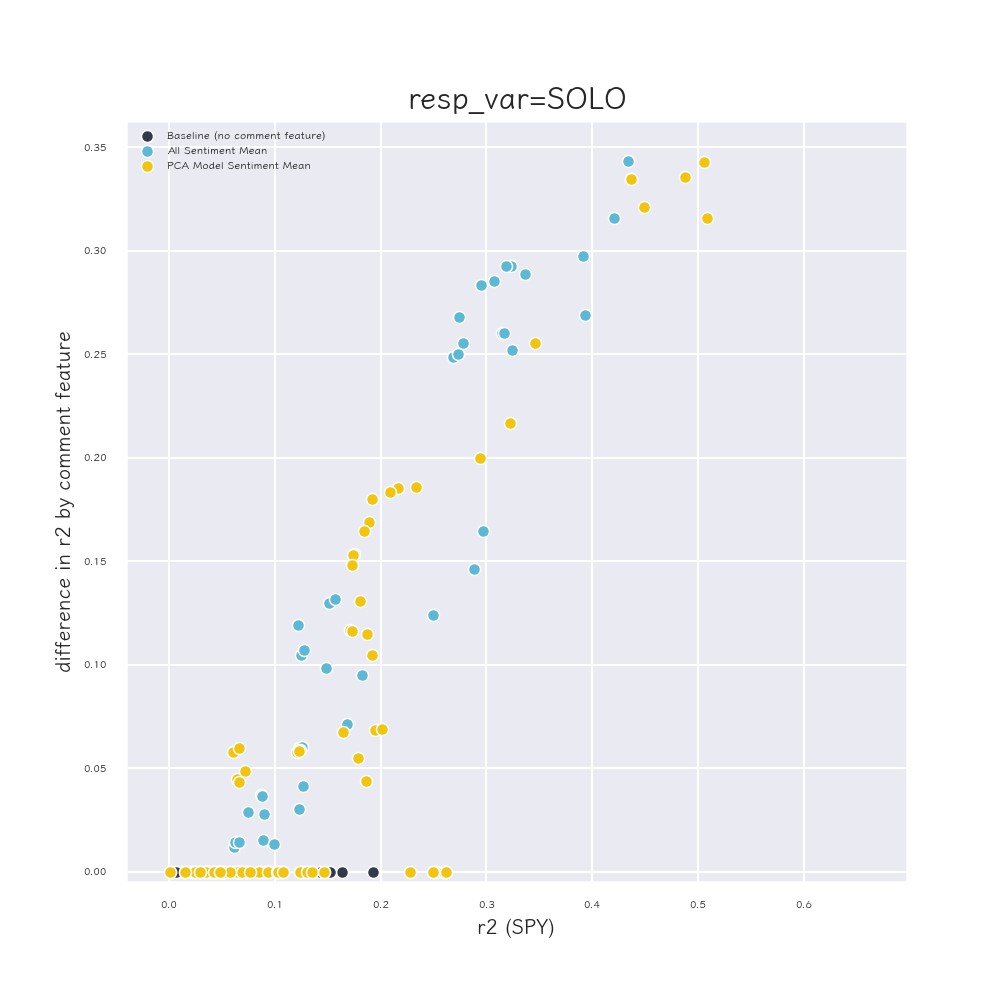 resp_var=SOLO
Baseline (no comment feature)
All Sentiment Mean
PCA Model Sentiment Mean
difference in r2 by comment feature
0.35
0.30
0.25
0.20
0.15
0.10
0.05
0.00
0.0 0.1 0.2 0.3 0.4 0.5 0.6
r2 (SPY)